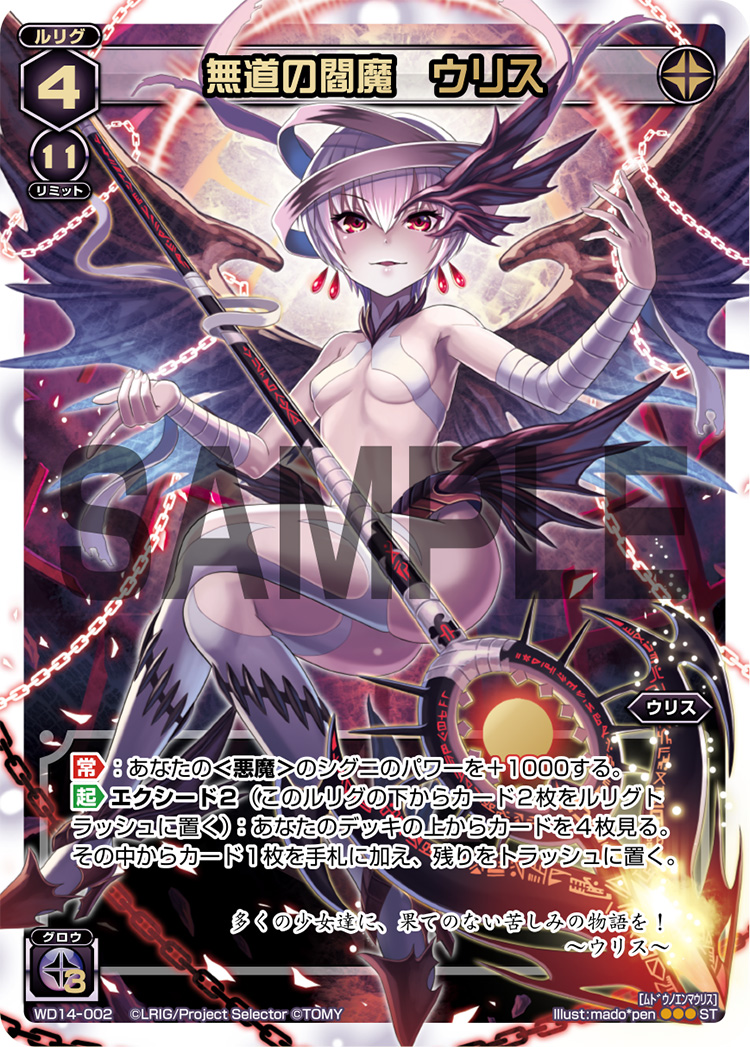 ルリグ
4
無道の閻魔 ウリス
11
リミット
SAMPLE
ウリス
常：あなたの＜悪魔＞のシグニのパワーを＋1000する。
起エクシード2（このルリグの下からカード2枚をルリグト
ラッシュに置く）：あなたのデッキの上からカードを4枚見る。
その中からカード1枚を手札に加え、残りをトラッシュに置く。
多くの少女達に、果てのない苦しみの物語を！
～ウリス～
グロウ
3
[ムドウノエンマウリス]
WD14-002 ©LRIG/Project Selector ©TOMY
Illust:mado*pen ST